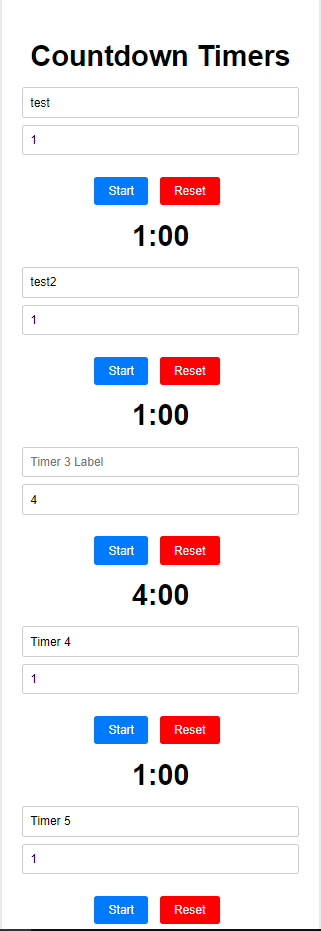 Countdown Timers
test
1
Start Reset
1:00
test2
1
Start Reset
1:00
Timer 3 Label
4
Start Reset
4:00
Timer 4
1
Start Reset
1:00
Timer 5
1
Start Reset